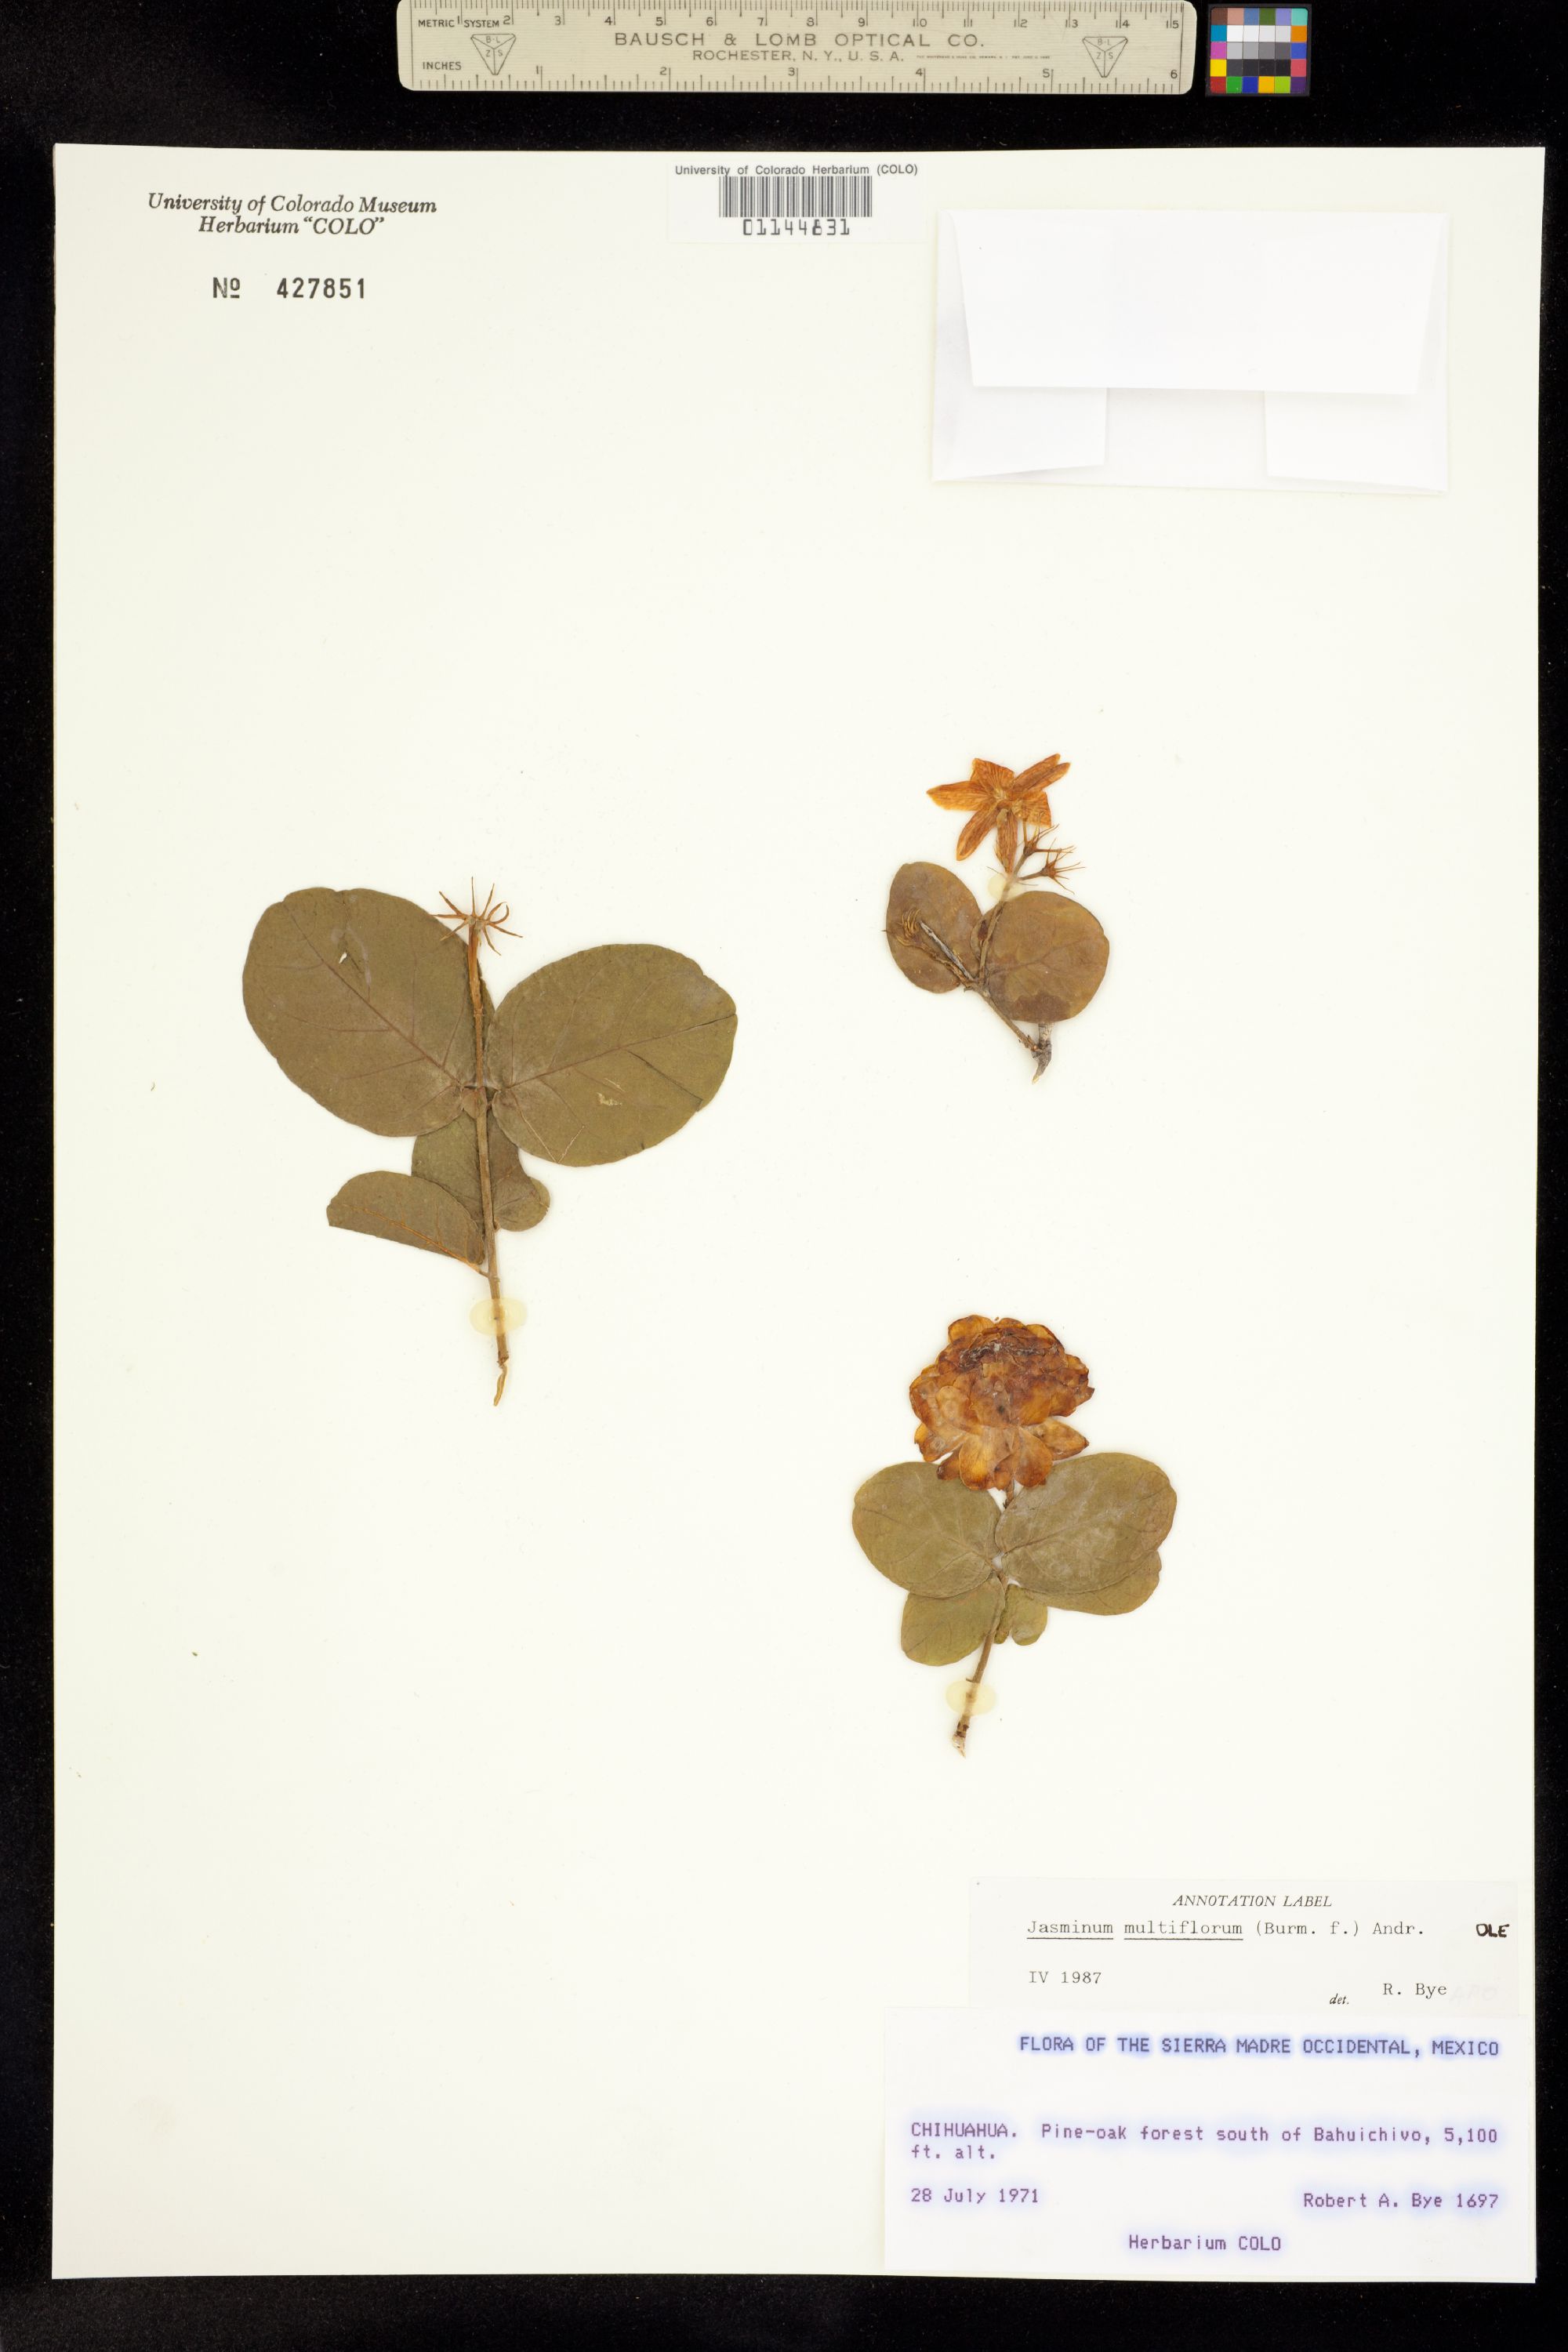 METRIC SYSTEM
1 2 3 4 5 6 7 8 9 10 11 12 13 14 15
BAUSCH & LOMB OPTICAL CO.
ROCHESTER, N. Y., U. S. A.
B L
Z S
B L
Z S
INCHES
1 2 3 4 5 6
University of Colorado Herbarium (COLO)
01144831
University of Colorado Museum
Herbarium "COLO"
№ 427851
ANNOTATION LABEL
Jasminum multiflorum (Burm. f.) Andr. OLE
IV 1987
det. R. Bye
FLORA OF THE SIERRA MADRE OCCIDENTAL, MEXICO
CHIHUAHUA. Pine-oak forest south of Bahuichivo, 5,100
ft. alt.
28 July 1971 Robert A. Bye 1697
Herbarium COLO